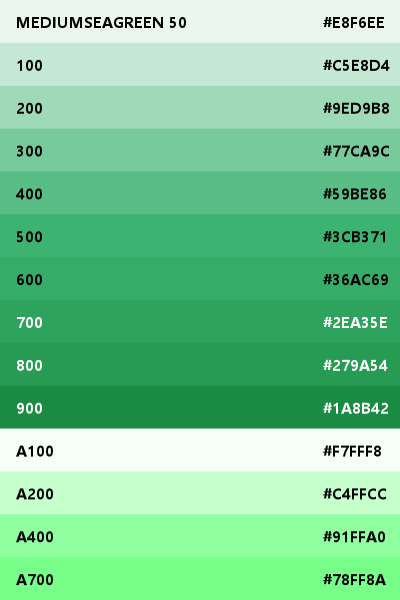 MEDIUMSEAGREEN 50 #E8F6EE
100 #C5E8D4
200 #9ED9B8
300 #77CA9C
400 #59BE86
500 #3CB371
600 #36AC69
700 #2EA35E
800 #279A54
900 #1A8B42
A100 #F7FFF8
A200 #C4FFCC
A400 #91FFA0
A700 #78FF8A